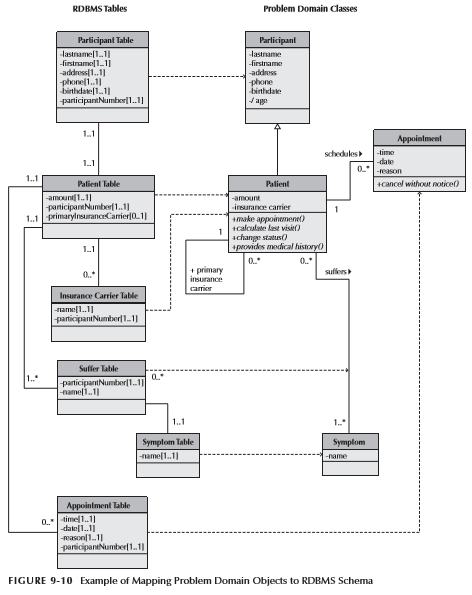 RDBMS Tables
Problem Domain Classes
Participant Table
-lastname[1..1]
-firstname[1..1]
-address[1..1]
-phone[1..1]
-birthdate[1..1]
-participantNumber[1..1]
Participant
-lastname
-firstname
-address
-phone
-birthdate
-/ age
1..1
1..1
Appointment
-time
-date
-reason
+cancel without notice()
schedules
0..*
1
1..1
1..1
Patient Table
-amount[1..1]
-participantNumber[1..1]
-primaryInsuranceCarrier[0..1]
Patient
-amount
-insurance carrier
+make appointment()
+calculate last visit()
+change status()
+provides medical history()
1
+ primary
insurance
carrier
0..*
0..*
suffers
1..1
0..*
Insurance Carrier Table
-name[1..1]
-participantNumber[1..1]
Suffer Table
-participantNumber[1..1]
-name[1..1]
1..*
0..*
1..1
1..*
Symptom Table
-name[1..1]
Symptom
-name
Appointment Table
-time[1..1]
-date[1..1]
-reason[1..1]
-participantNumber[1..1]
0..*
FIGURE 9-10 Example of Mapping Problem Domain Objects to RDBMS Schema